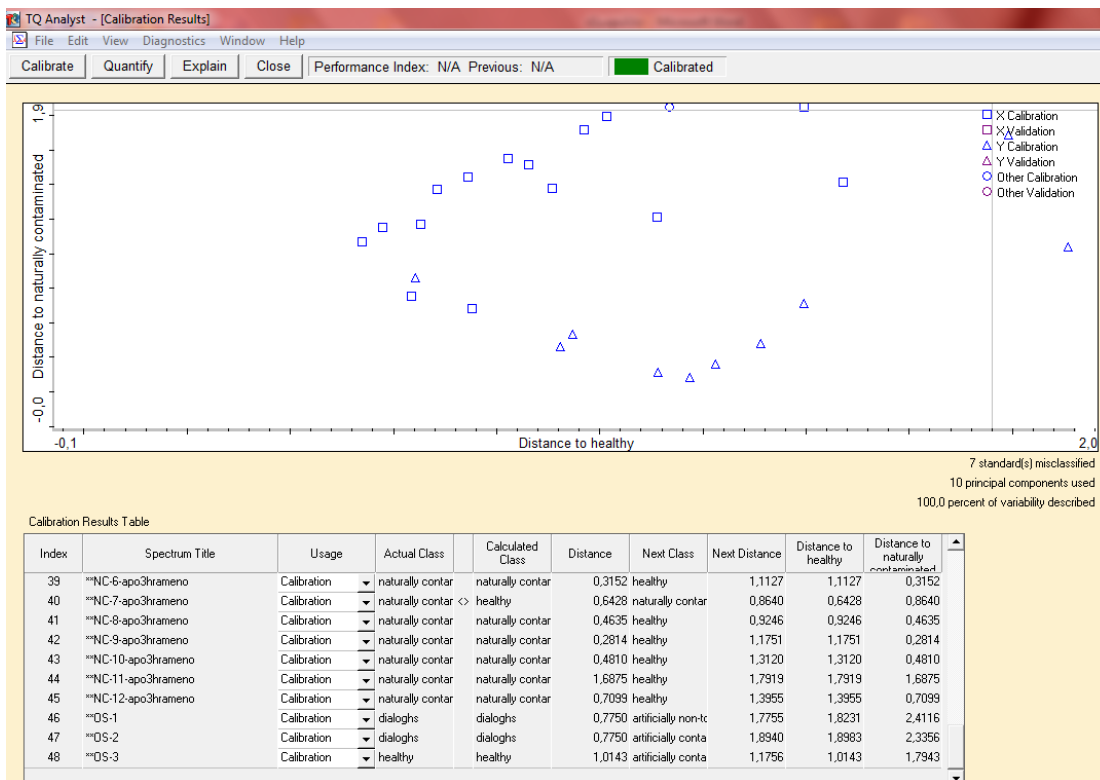 TQ Analyst - [Calibration Results]
File Edit View Diagnostics Window Help
Calibrate Quantify Explain Close Performance Index: N/A Previous: N/A Calibrated
1,9
Distance to naturally contaminated
-0,0
X Calibration
X Validation
Y Calibration
Y Validation
Other Calibration
Other Validation
-0,1 Distance to healthy 2,0
7 standard(s) misclassified
10 principal components used
100,0 percent of variability described
Calibration Results Table
Index Spectrum Title Usage Actual Class Calculated Class Distance Next Class Next Distance Distance to healthy Distance to naturally contaminated
39 **NC-6-apo3hrameno Calibration naturally contar naturally contar 0,3152 healthy 1,1127 1,1127 0,3152
40 **NC-7-apo3hrameno Calibration naturally contar <> healthy 0,6428 naturally contar 0,8640 0,6428 0,8640
41 **NC-8-apo3hrameno Calibration naturally contar naturally contar 0,4635 healthy 0,9246 0,9246 0,4635
42 **NC-9-apo3hrameno Calibration naturally contar naturally contar 0,2814 healthy 1,1751 1,1751 0,2814
43 **NC-10-apo3hrameno Calibration naturally contar naturally contar 0,4810 healthy 1,3120 1,3120 0,4810
44 **NC-11-apo3hrameno Calibration naturally contar naturally contar 1,6875 healthy 1,7919 1,7919 1,6875
45 **NC-12-apo3hrameno Calibration naturally contar naturally contar 0,7099 healthy 1,3955 1,3955 0,7099
46 **OS-1 Calibration dialoghs dialoghs 0,7750 artificially non-to 1,7755 1,8231 2,4116
47 **OS-2 Calibration dialoghs dialoghs 0,7750 artificially conta 1,8940 1,8983 2,3356
48 **OS-3 Calibration healthy healthy 1,0143 artificially conta 1,1756 1,0143 1,7943